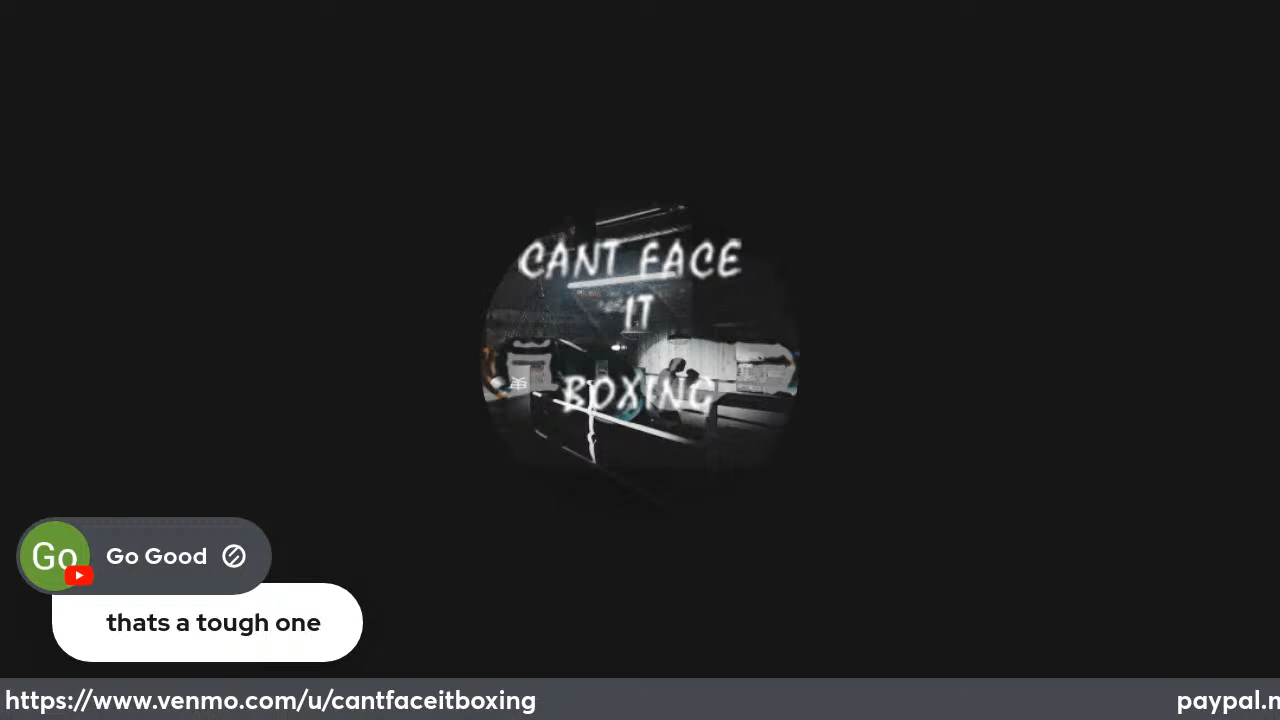 CANT FACE
IT
BOXING
Go
Go Good
thats a tough one
https://www.venmo.com/u/cantfaceitboxing
paypal.n